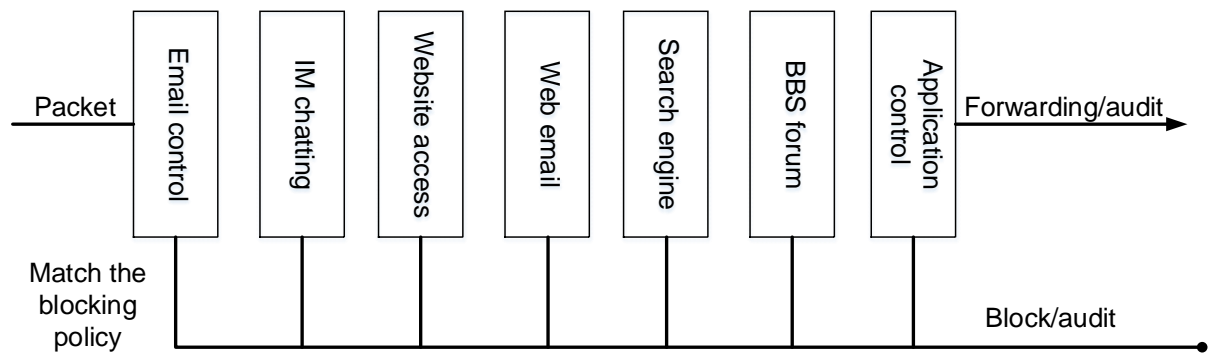 Packet
Email control
IM chatting
Website access
Web email
Search engine
BBS forum
Application
control
Forwarding/audit
Match the
blocking
policy
Block/audit